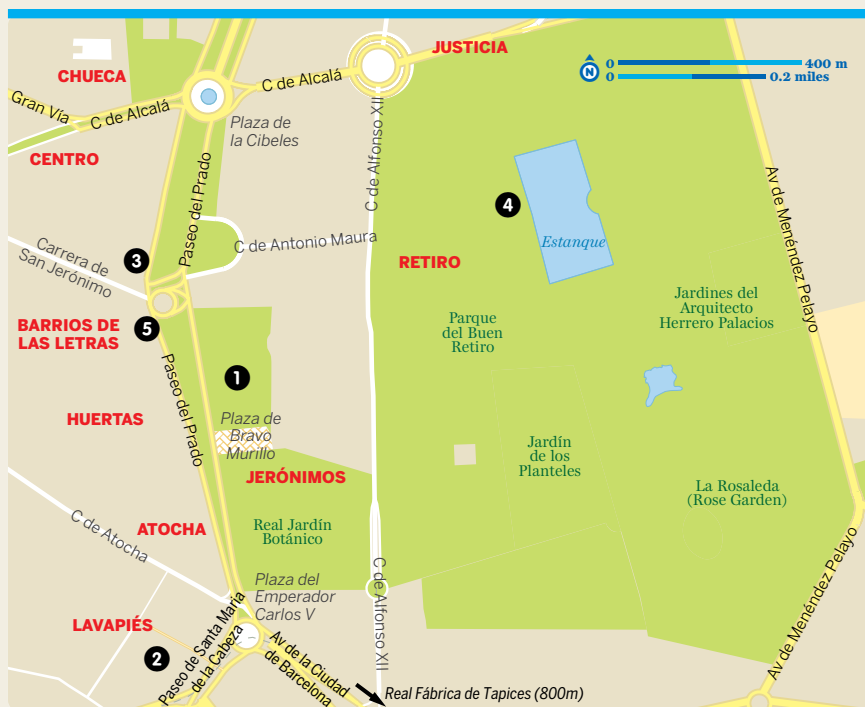 JUSTICIA
N
0
400 m
0
0.2 miles
CHUECA
C de Alcalá
Gran Vía
C de Alcalá
Plaza de
la Cibeles
CENTRO
C de Alfonso XII
Paseo del Prado
Av de Menéndez Pelayo
4
Estanque
C de Antonio Maura
3
Carrera de
San Jerónimo
RETIRO
Jardines del
Arquitecto
Herrero Palacios
Parque
del Buen
Retiro
BARRIOS DE
LAS LETRAS
5
1
Paseo del Prado
HUERTAS
Plaza de
Bravo
Murillo
JERÓNIMOS
Jardín
de los
Planteles
La Rosaleda
(Rose Garden)
C de Atocha
ATOCHA
Real Jardín
Botánico
C de Alfonso XII
Av de Menéndez Pelayo
Plaza del
Emperador
Carlos V
LAVAPIÉS
2
Paseo de Santa María
de la Cabeza
Av de la Ciudad
de Barcelona
Real Fábrica de Tapices (800m)